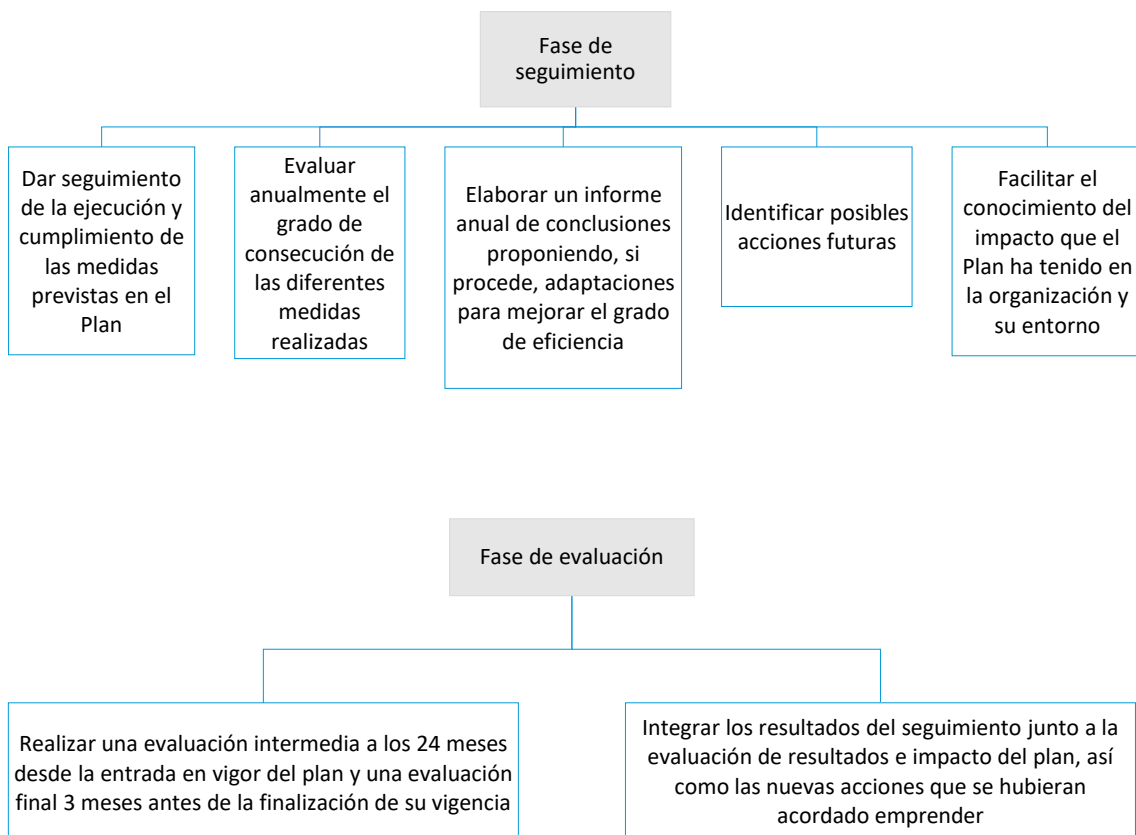 Fase de
seguimiento
Dar seguimiento
de la ejecución y
cumplimiento de
las medidas
previstas en el
Plan
Evaluar
anualmente el
grado de
consecución de
las diferentes
medidas
realizadas
Elaborar un informe
anual de conclusiones
proponiendo, si
procede, adaptaciones
para mejorar el grado
de eficiencia
Identificar posibles
acciones futuras
Facilitar el
conocimiento del
impacto que el
Plan ha tenido en
la organización y
su entorno
Fase de evaluación
Realizar una evaluación intermedia a los 24 meses
desde la entrada en vigor del plan y una evaluación
final 3 meses antes de la finalización de su vigencia
Integrar los resultados del seguimiento junto a la
evaluación de resultados e impacto del plan, así
como las nuevas acciones que se hubieran
acordado emprender